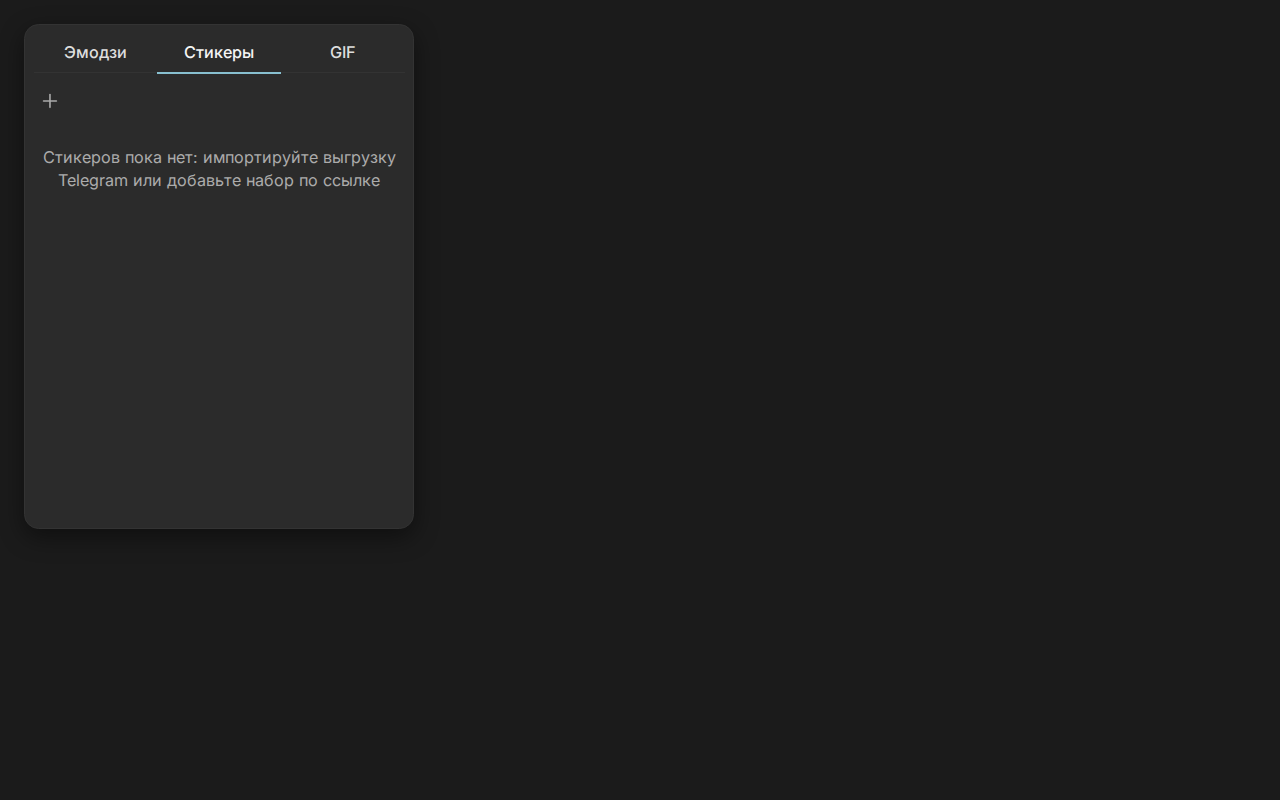 Эмодзи Стикеры GIF
Стикеров пока нет: импортируйте выгрузку
Telegram или добавьте набор по ссылке